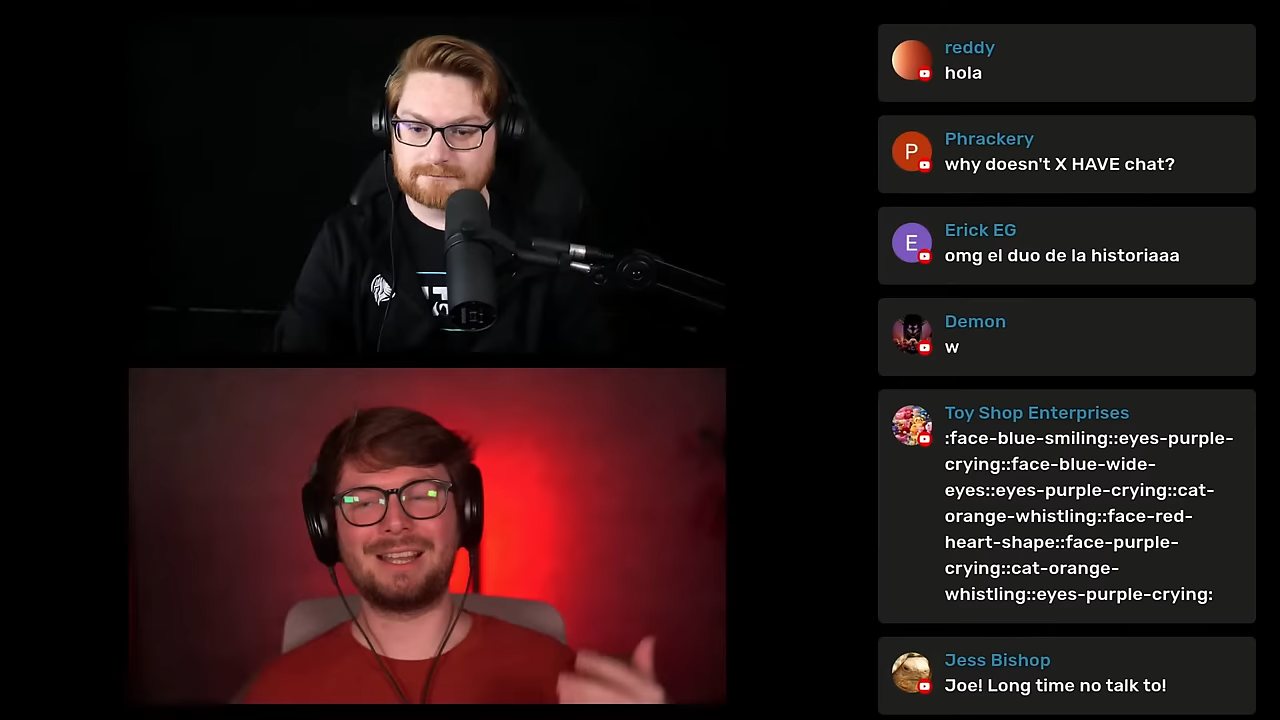 reddy
hola
P
Phrackery
why doesn't X HAVE chat?
E
Erick EG
omg el duo de la historiaaa
Demon
w
Toy Shop Enterprises
:face-blue-smiling::eyes-purple-
crying::face-blue-wide-
eyes::eyes-purple-crying::cat-
orange-whistling::face-red-
heart-shape::face-purple-
crying::cat-orange-
whistling::eyes-purple-crying:
Jess Bishop
Joe! Long time no talk to!